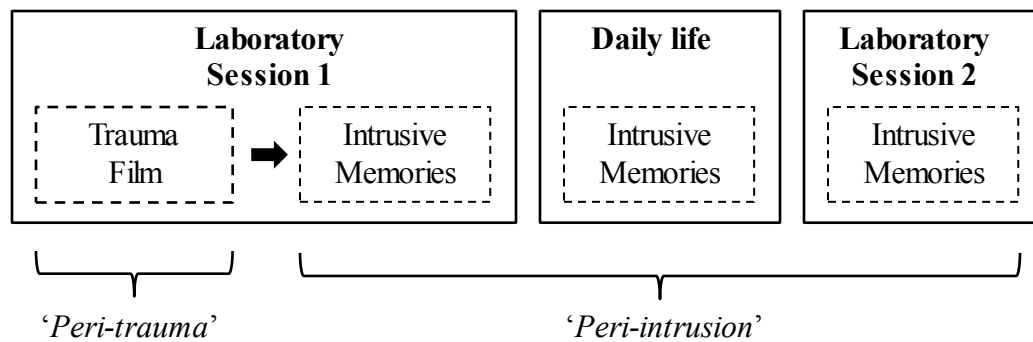 Laboratory
Session 1
Trauma
Film
Intrusive
Memories
Daily life
Intrusive
Memories
Laboratory
Session 2
Intrusive
Memories
‘Peri-trauma’
‘Peri-intrusion’